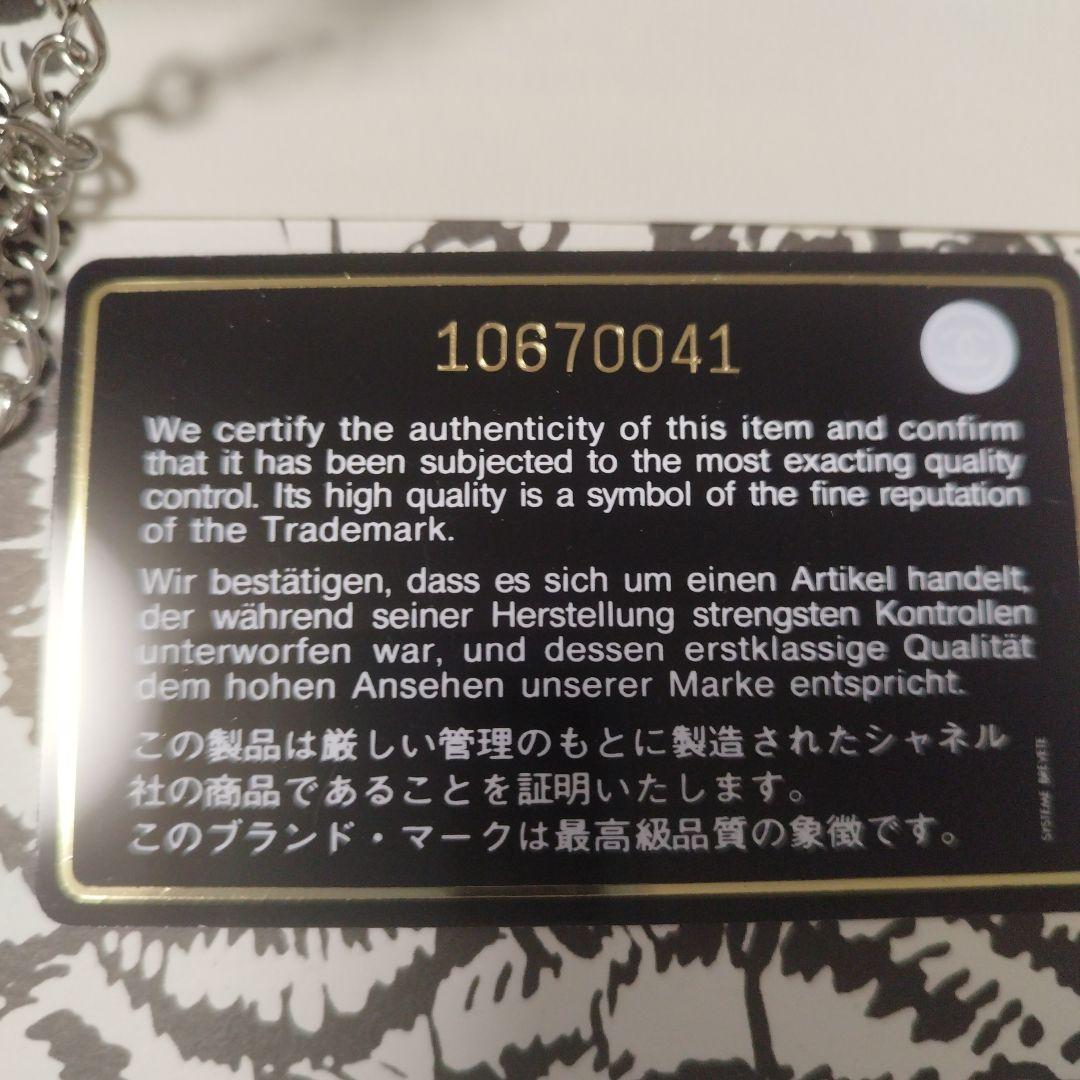 10670041
We certify the authenticity of this item and confirm
that it has been subjected to the most exacting quality
control. Its high quality is a symbol of the fine reputation
of the Trademark.
Wir bestätigen, dass es sich um einen Artikel handelt,
der während seiner Herstellung strengsten Kontrollen
unterworfen war, und dessen erstklassige Qualität
dem hohen Ansehen unserer Marke entspricht.
この製品は厳しい管理のもとに製造されたシャネル
社の商品であることを証明いたします。
このブランド・マークは最高級品質の象徴です。
SYSTEME BREVETE